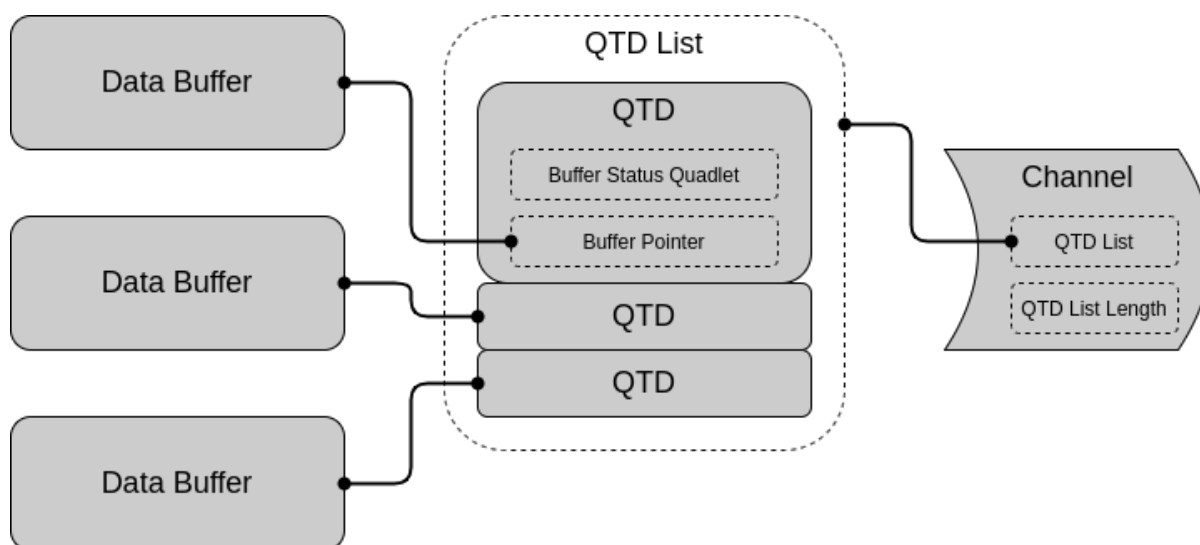 Data Buffer
Data Buffer
Data Buffer
QTD List
QTD
Buffer Status Quadlet
Buffer Pointer
QTD
QTD
Channel
QTD List
QTD List Length